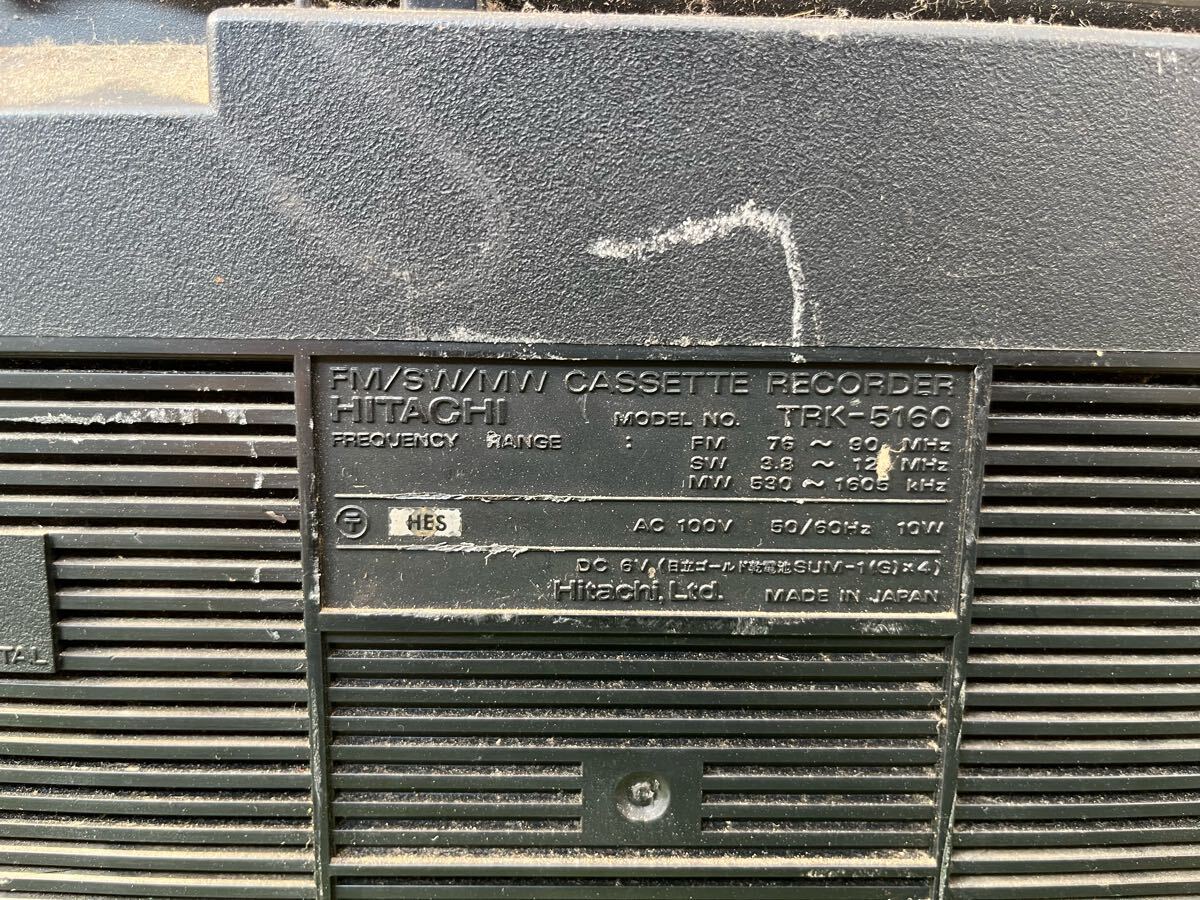 FM/SW/MW CASSETTE RECORDER
HITACHI MODEL NO. TRK-5160
FREQUENCY RANGE : FM 76 ~ 90 MHz
SW 3.8 ~ 12 MHz
MW 530 ~ 1605 kHz
〒 HES AC 100V 50/60Hz 10W
DC 6V (日立ゴールド乾電池SUM-1(G)×4)
Hitachi, Ltd. MADE IN JAPAN
TAL